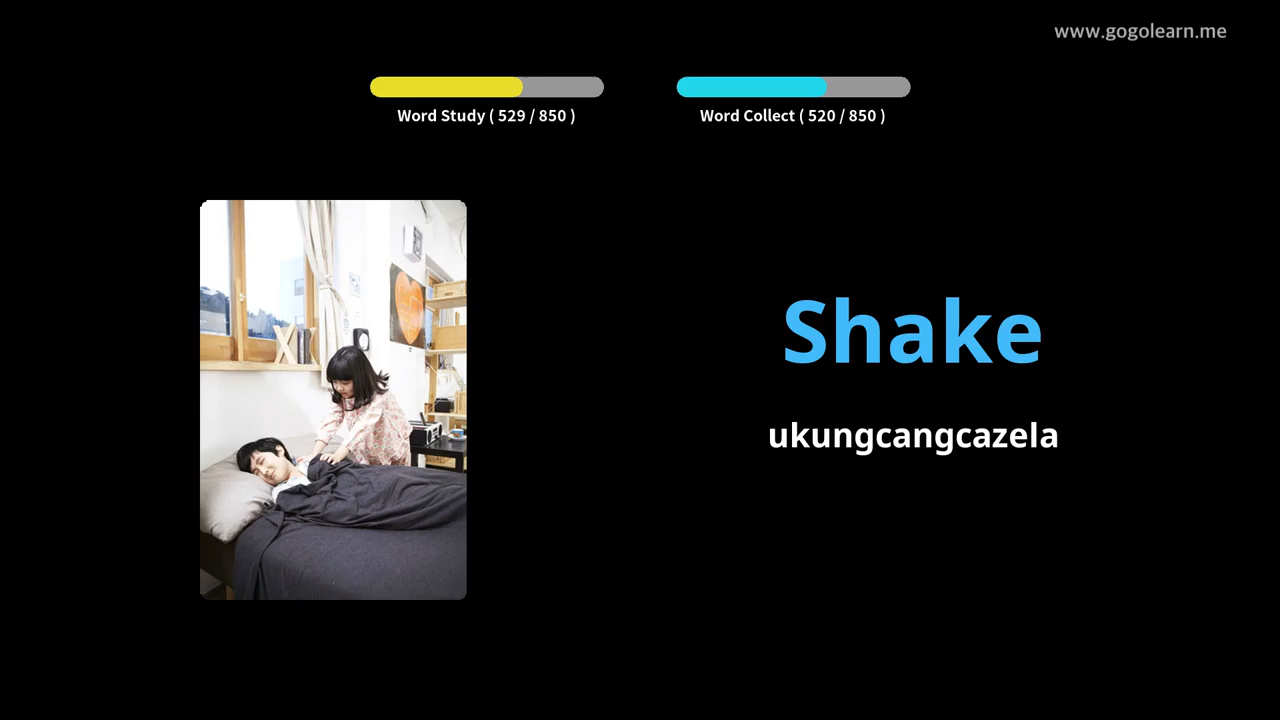 www.gogolearn.me
Word Study ( 529 / 850 )
Word Collect ( 520 / 850 )
Shake
ukungcangcazela